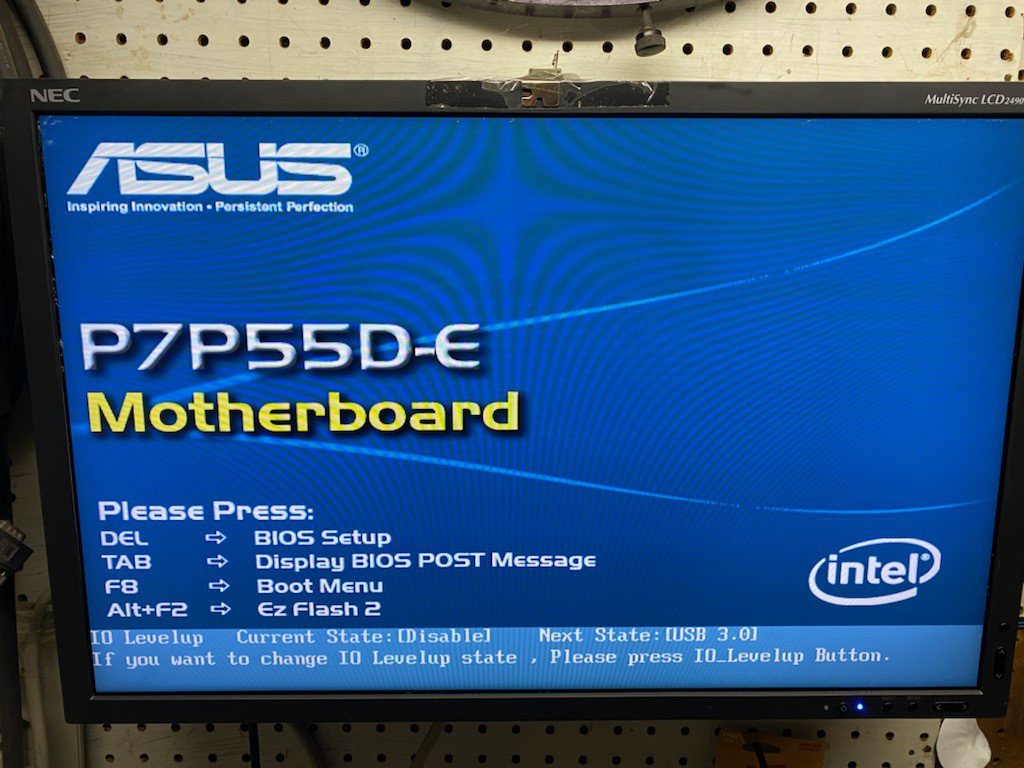 NEC
MultiSync LCD2490
ASUS®
Inspiring Innovation • Persistent Perfection
P7P55D-E
Motherboard
Please Press:
DEL ⇨ BIOS Setup
TAB ⇨ Display BIOS POST Message
F8 ⇨ Boot Menu
Alt+F2 ⇨ Ez Flash 2
intel®
IO Levelup Current State:[Disable] Next State:[USB 3.0]
If you want to change IO Levelup state , Please press IO_Levelup Button.